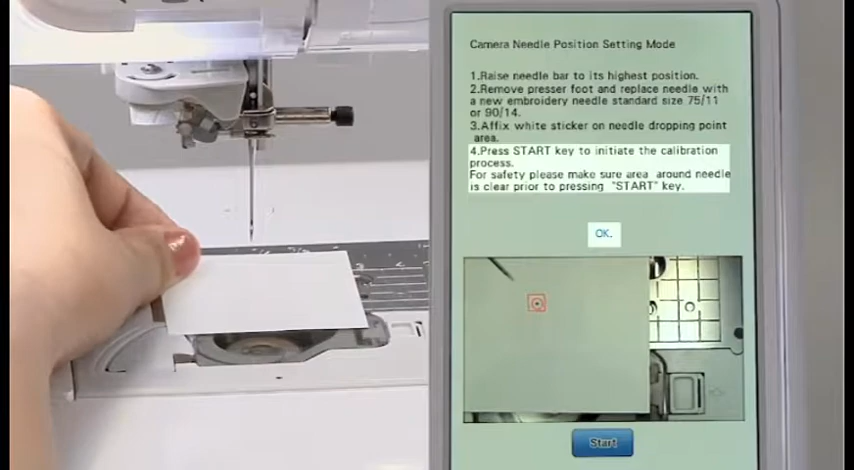 Camera Needle Position Setting Mode
1.Raise needle bar to its highest position.
2.Remove presser foot and replace needle with
a new embroidery needle standard size 75/11
or 90/14.
3.Affix white sticker on needle dropping point
area.
4.Press START key to initiate the calibration
process.
For safety please make sure area around needle
is clear prior to pressing "START" key.
OK.
Start